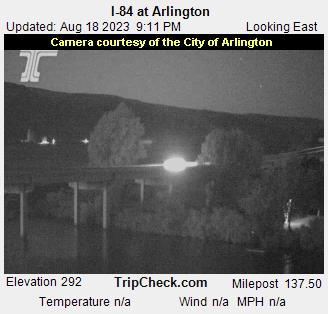 I-84 at Arlington
Updated: Aug 18 2023 9:11 PM Looking East
Camera courtesy of the City of Arlington
Elevation 292 TripCheck.com Milepost 137.50
Temperature n/a Wind n/a MPH n/a